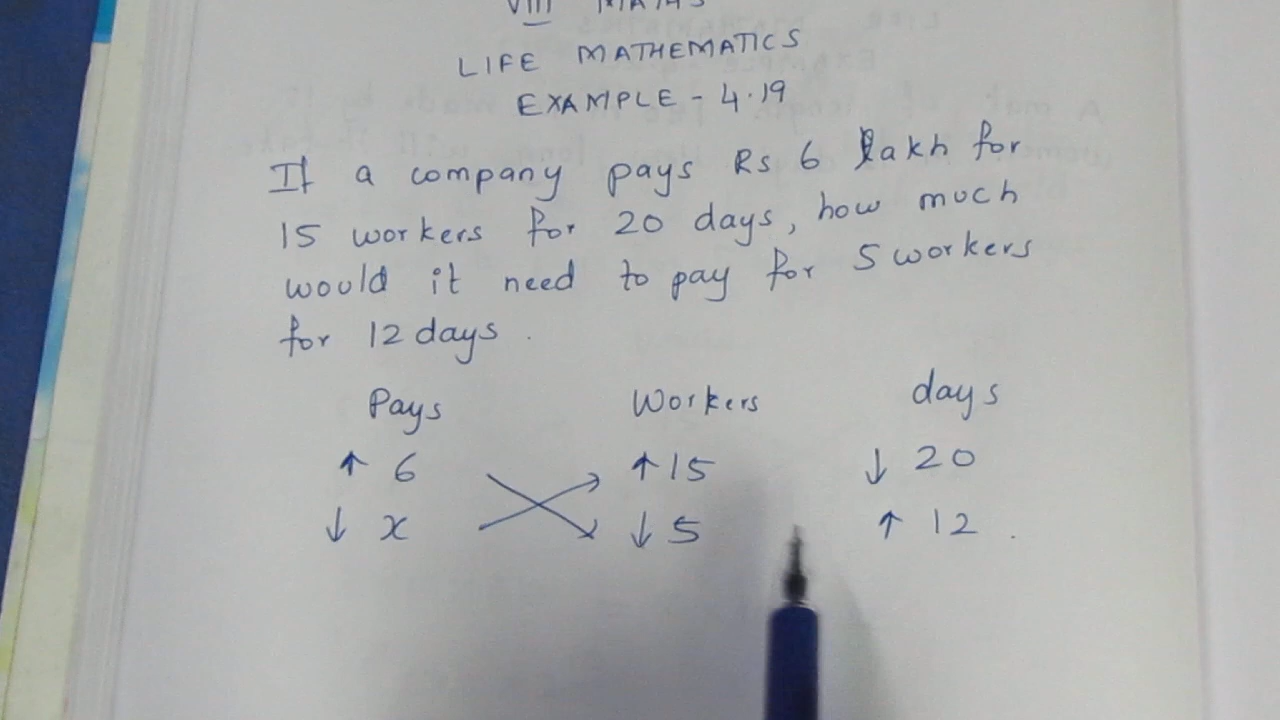 VIII MATHS
LIFE MATHEMATICS
EXAMPLE - 4.19
If a company pays Rs 6 lakh for
15 workers for 20 days, how much
would it need to pay for 5 workers
for 12 days.
Pays Workers days
↑ 6 ↑ 15 ↓ 20
↓ x ↓ 5 ↑ 12.